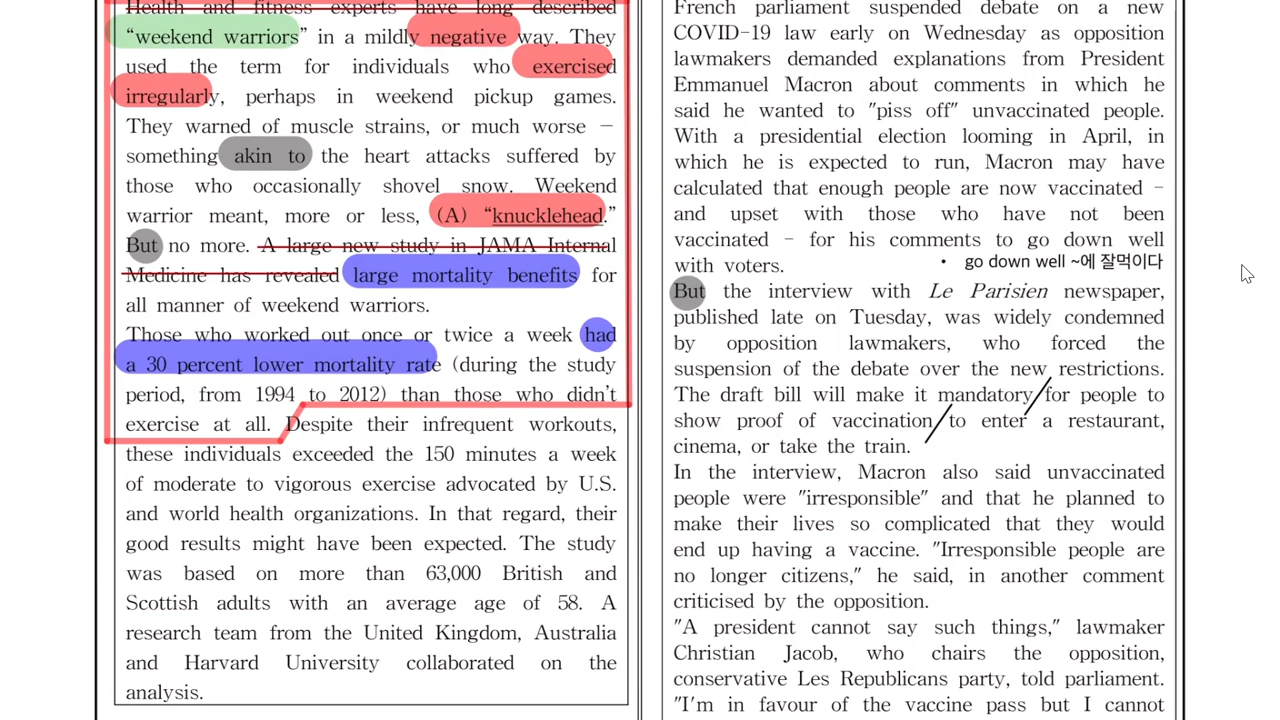 Health and fitness experts have long described
“weekend warriors” in a mildly negative way. They
used the term for individuals who exercised
irregularly, perhaps in weekend pickup games.
They warned of muscle strains, or much worse –
something akin to the heart attacks suffered by
those who occasionally shovel snow. Weekend
warrior meant, more or less, (A) “knucklehead.”
But no more. A large new study in JAMA Internal
Medicine has revealed large mortality benefits for
all manner of weekend warriors.
Those who worked out once or twice a week had
a 30 percent lower mortality rate (during the study
period, from 1994 to 2012) than those who didn’t
exercise at all. Despite their infrequent workouts,
these individuals exceeded the 150 minutes a week
of moderate to vigorous exercise advocated by U.S.
and world health organizations. In that regard, their
good results might have been expected. The study
was based on more than 63,000 British and
Scottish adults with an average age of 58. A
research team from the United Kingdom, Australia
and Harvard University collaborated on the
analysis.
French parliament suspended debate on a new
COVID-19 law early on Wednesday as opposition
lawmakers demanded explanations from President
Emmanuel Macron about comments in which he
said he wanted to "piss off" unvaccinated people.
With a presidential election looming in April, in
which he is expected to run, Macron may have
calculated that enough people are now vaccinated –
and upset with those who have not been
vaccinated – for his comments to go down well
with voters.
• go down well ~에 잘먹이다
But the interview with Le Parisien newspaper,
published late on Tuesday, was widely condemned
by opposition lawmakers, who forced the
suspension of the debate over the new restrictions.
The draft bill will make it mandatory for people to
show proof of vaccination to enter a restaurant,
cinema, or take the train.
In the interview, Macron also said unvaccinated
people were "irresponsible" and that he planned to
make their lives so complicated that they would
end up having a vaccine. "Irresponsible people are
no longer citizens," he said, in another comment
criticised by the opposition.
"A president cannot say such things," lawmaker
Christian Jacob, who chairs the opposition,
conservative Les Republicans party, told parliament.
"I'm in favour of the vaccine pass but I cannot